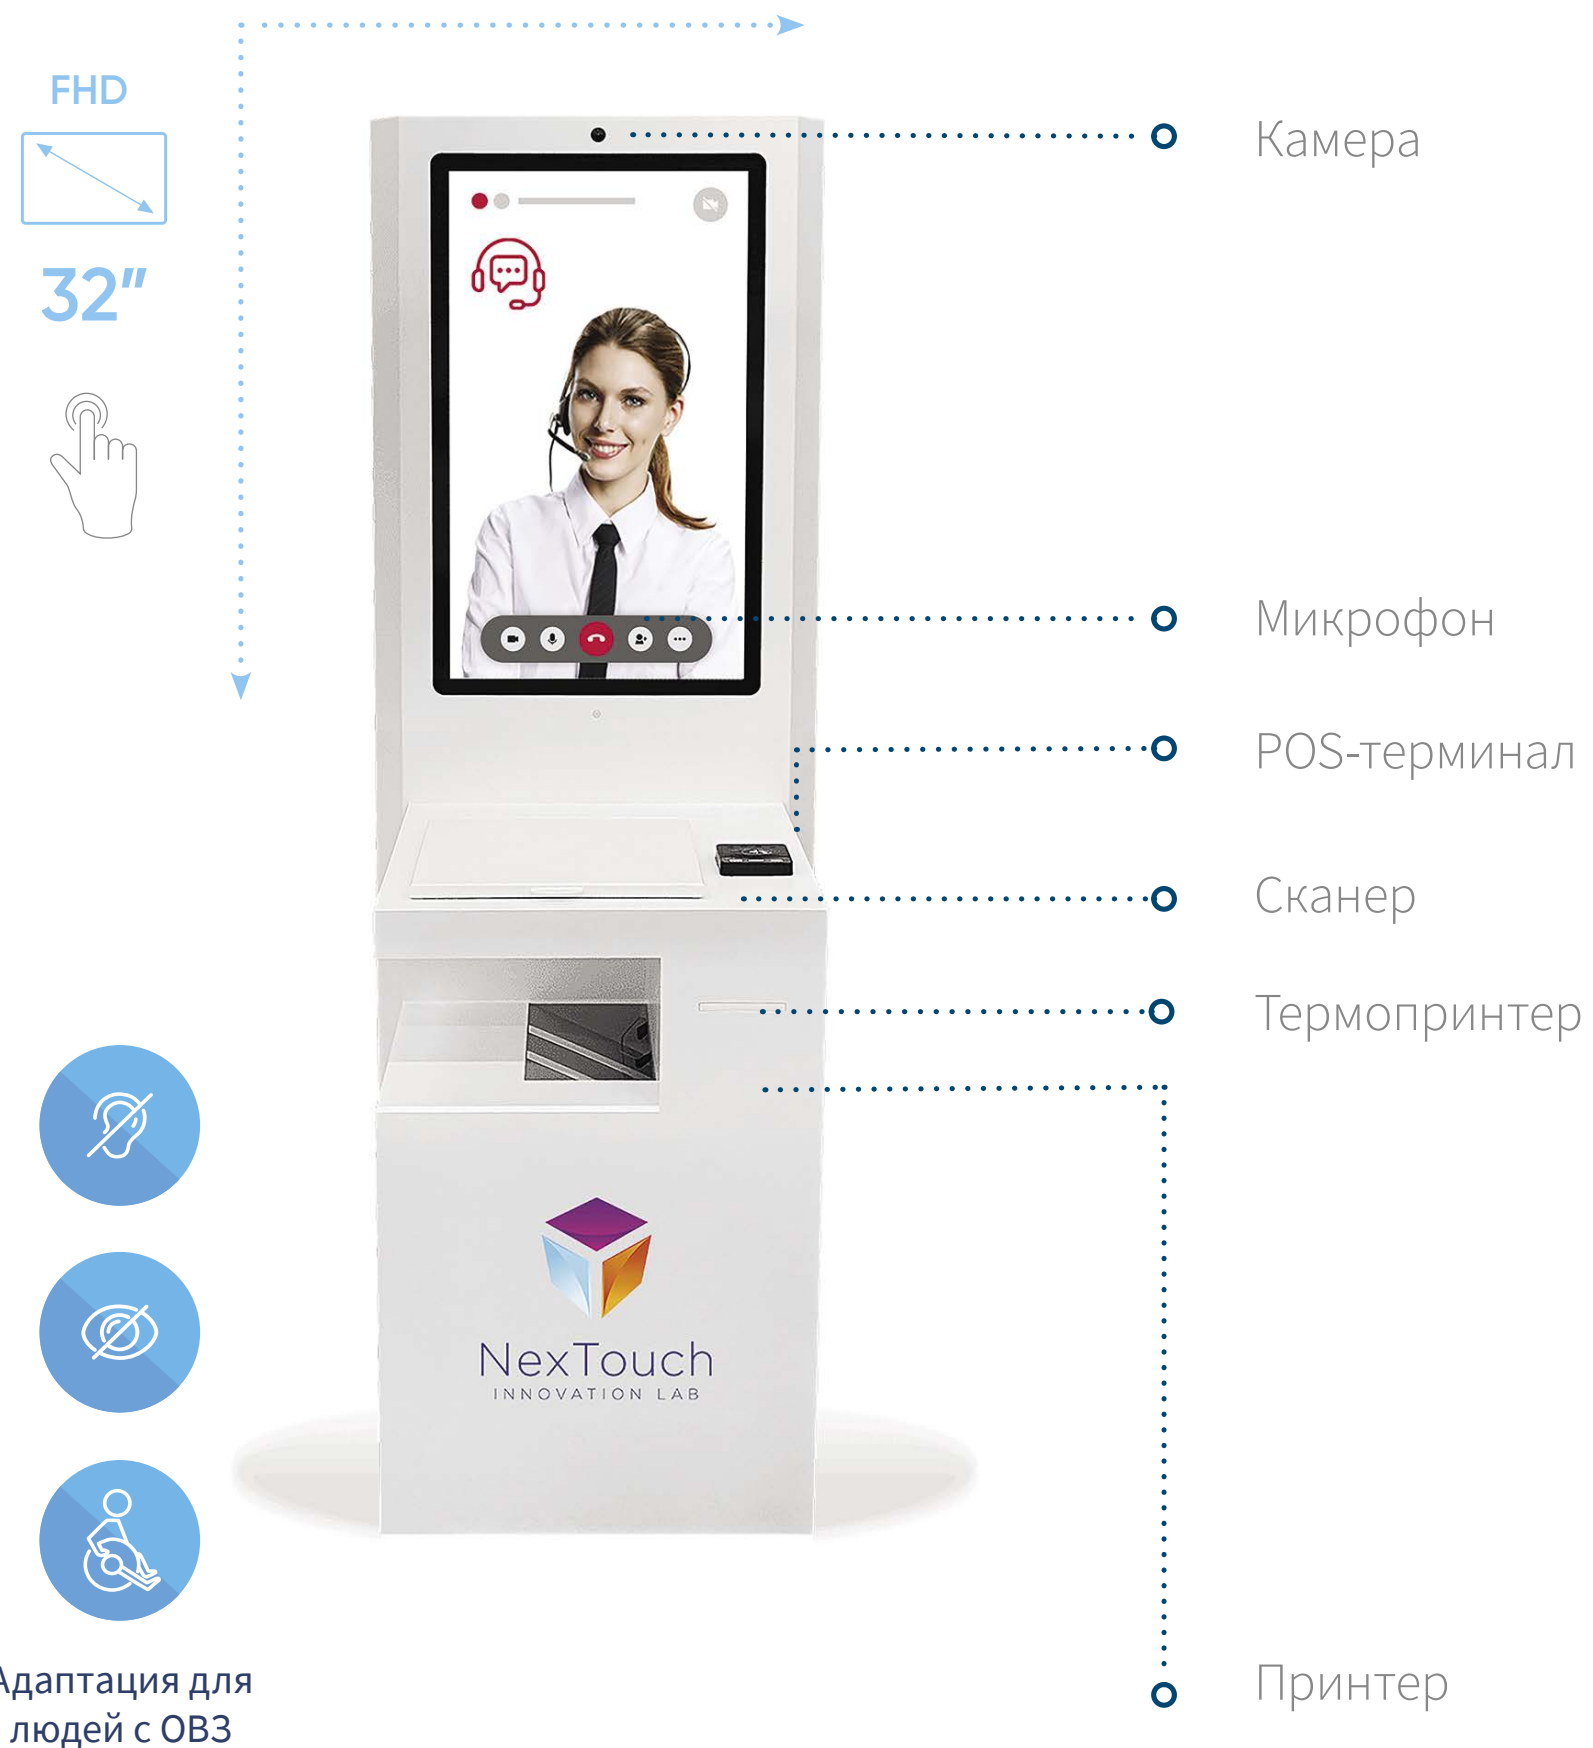 FHD
32"
Камера
Микрофон
POS-терминал
Сканер
Термопринтер
NexTouch
INNOVATION LAB
Принтер
Адаптация для
людей с ОВЗ